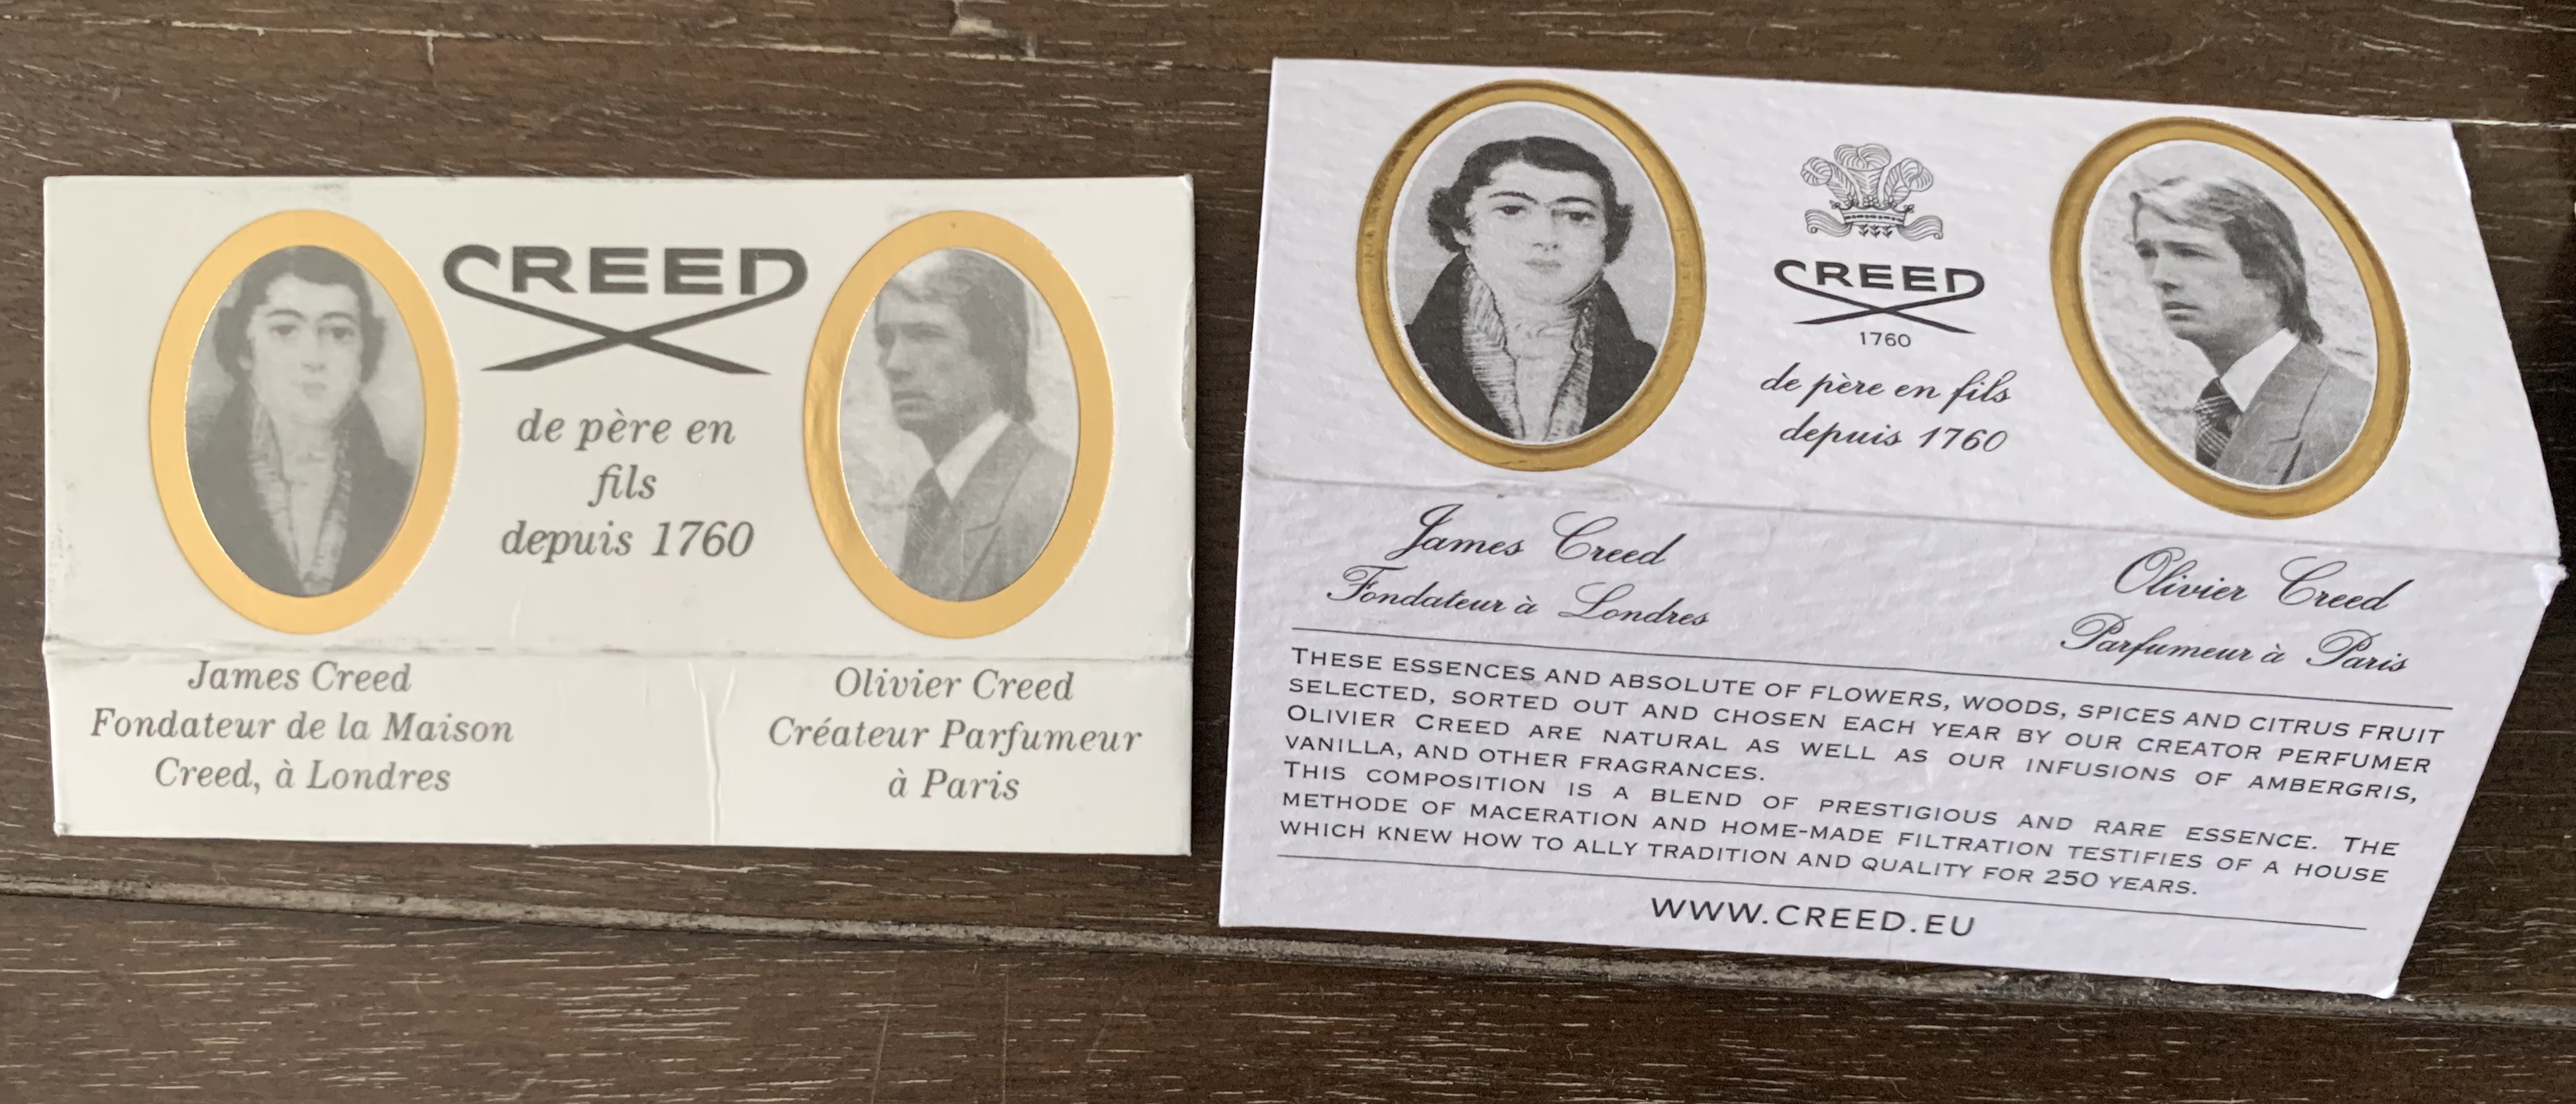 CREED
de père en
fils
depuis 1760
James Creed
Fondateur de la Maison
Creed, à Londres
Olivier Creed
Créateur Parfumeur
à Paris
CREED
1760
de père en fils
depuis 1760
James Creed
Fondateur à Londres
Olivier Creed
Parfumeur à Paris
THESE ESSENCES AND ABSOLUTE OF FLOWERS, WOODS, SPICES AND CITRUS FRUIT
SELECTED, SORTED OUT AND CHOSEN EACH YEAR BY OUR CREATOR PERFUMER
OLIVIER CREED ARE NATURAL AS WELL AS OUR INFUSIONS OF AMBERGRIS,
VANILLA, AND OTHER FRAGRANCES.
THIS COMPOSITION IS A BLEND OF PRESTIGIOUS AND RARE ESSENCE. THE
METHODE OF MACERATION AND HOME-MADE FILTRATION TESTIFIES OF A HOUSE
WHICH KNEW HOW TO ALLY TRADITION AND QUALITY FOR 250 YEARS.
WWW.CREED.EU